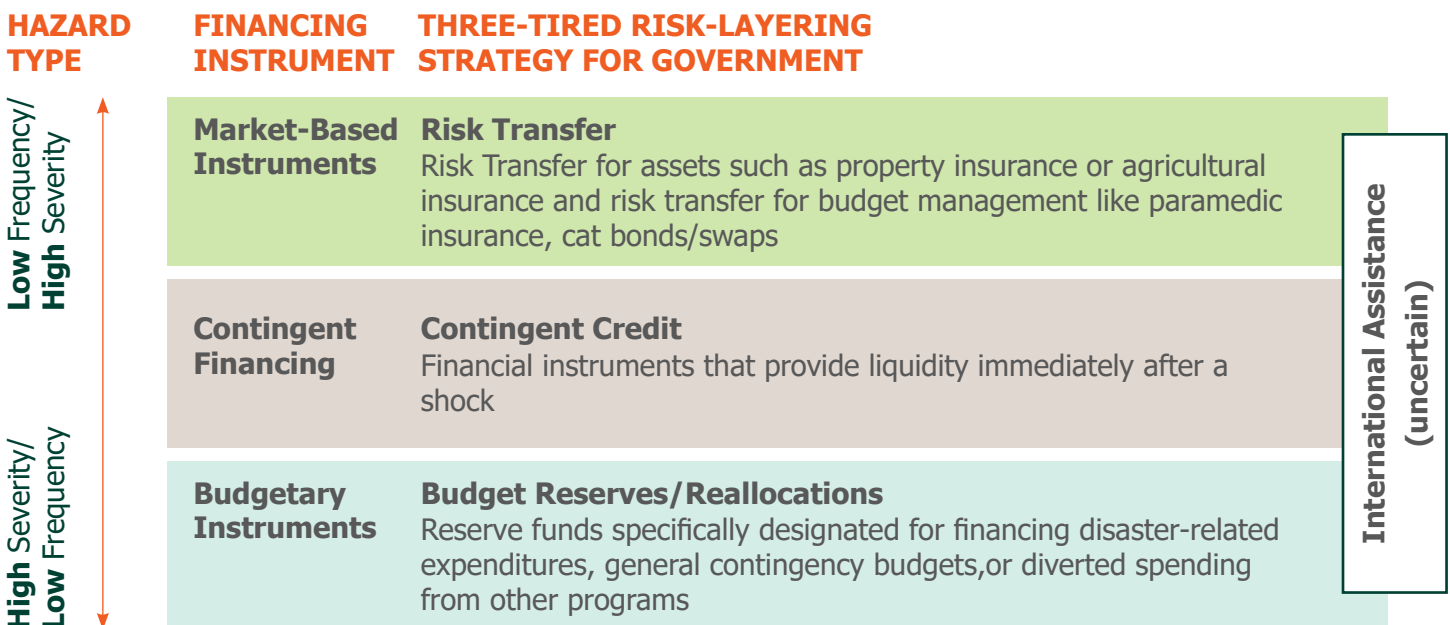 HAZARD
TYPE
FINANCING
INSTRUMENT
THREE-TIRED RISK-LAYERING
STRATEGY FOR GOVERNMENT
Low Frequency/
High Severity
High Severity/
Low Frequency
Market-Based
Instruments
Risk Transfer
Risk Transfer for assets such as property insurance or agricultural
insurance and risk transfer for budget management like paramedic
insurance, cat bonds/swaps
Contingent
Financing
Contingent Credit
Financial instruments that provide liquidity immediately after a
shock
Budgetary
Instruments
Budget Reserves/Reallocations
Reserve funds specifically designated for financing disaster-related
expenditures, general contingency budgets,or diverted spending
from other programs
International Assistance
(uncertain)